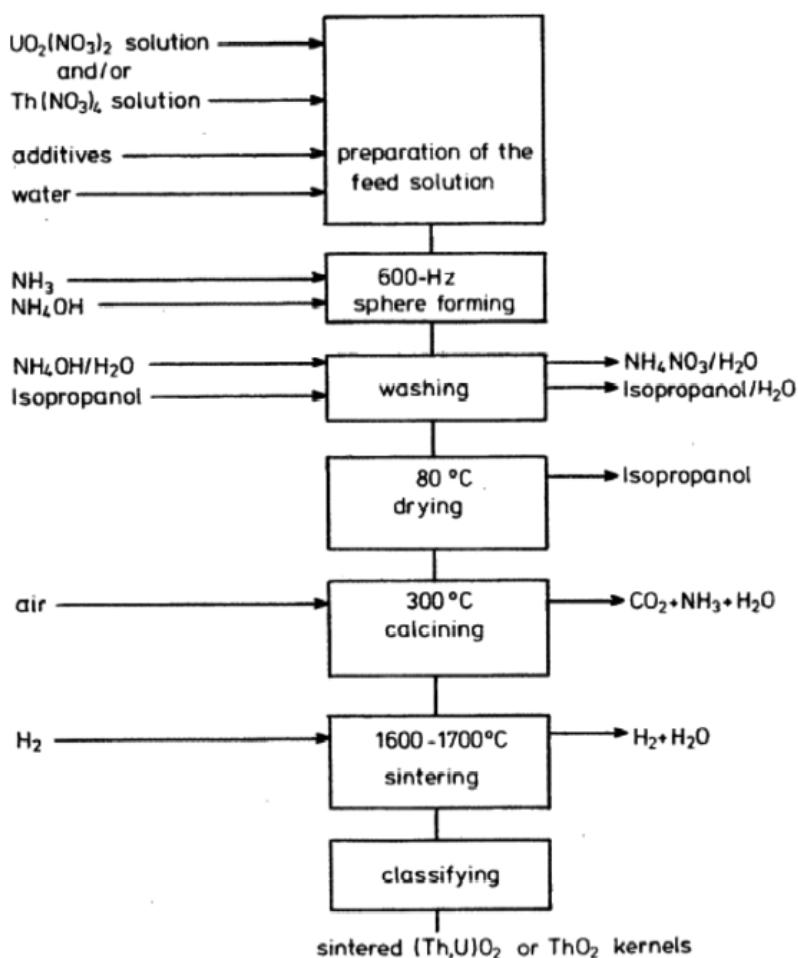 UO₂(NO₃)₂ solution
and/or
Th(NO₃)₄ solution
additives
water
preparation of the
feed solution
NH₃
NH₄OH
600-Hz
sphere forming
NH₄OH/H₂O
Isopropanol
washing
NH₄NO₃/H₂O
Isopropanol/H₂O
80 °C
drying
Isopropanol
air
300 °C
calcining
CO₂+NH₃+H₂O
H₂
1600-1700°C
sintering
H₂+H₂O
classifying
sintered (Th,U)O₂ or ThO₂ kernels